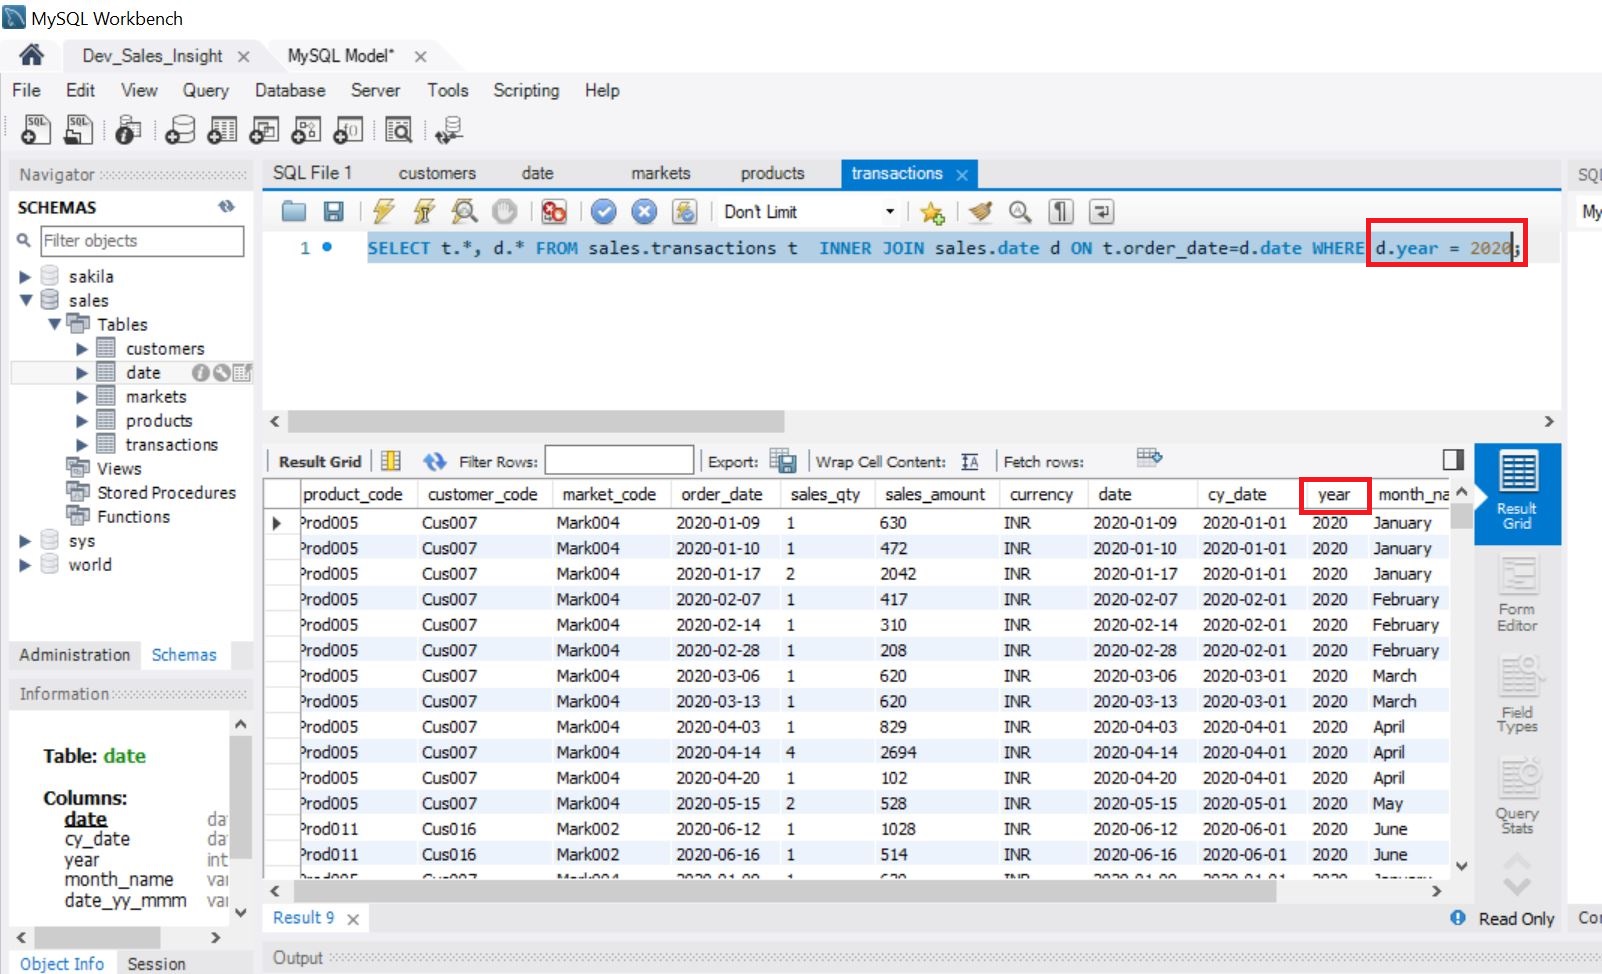 MySQL Workbench
Dev_Sales_Insight
MySQL Model*
File Edit View Query Database Server Tools Scripting Help
Navigator
SCHEMAS
Filter objects
sakila
sales
Tables
customers
date
markets
products
transactions
Views
Stored Procedures
Functions
sys
world
Administration Schemas
Information
Table: date
Columns:
date da
cy_date da
year int
month_name var
date_yy_mmm var
Object Info Session
SQL File 1 customers date markets products transactions
Don't Limit
1 SELECT t.*, d.* FROM sales.transactions t INNER JOIN sales.date d ON t.order_date=d.date WHERE d.year = 2020;
Result Grid Filter Rows: Export: Wrap Cell Content: Fetch rows:
product_code customer_code market_code order_date sales_qty sales_amount currency date cy_date year month_na
Prod005 Cus007 Mark004 2020-01-09 1 630 INR 2020-01-09 2020-01-01 2020 January
Prod005 Cus007 Mark004 2020-01-10 1 472 INR 2020-01-10 2020-01-01 2020 January
Prod005 Cus007 Mark004 2020-01-17 2 2042 INR 2020-01-17 2020-01-01 2020 January
Prod005 Cus007 Mark004 2020-02-07 1 417 INR 2020-02-07 2020-02-01 2020 February
Prod005 Cus007 Mark004 2020-02-14 1 310 INR 2020-02-14 2020-02-01 2020 February
Prod005 Cus007 Mark004 2020-02-28 1 208 INR 2020-02-28 2020-02-01 2020 February
Prod005 Cus007 Mark004 2020-03-06 1 620 INR 2020-03-06 2020-03-01 2020 March
Prod005 Cus007 Mark004 2020-03-13 1 620 INR 2020-03-13 2020-03-01 2020 March
Prod005 Cus007 Mark004 2020-04-03 1 829 INR 2020-04-03 2020-04-01 2020 April
Prod005 Cus007 Mark004 2020-04-14 4 2694 INR 2020-04-14 2020-04-01 2020 April
Prod005 Cus007 Mark004 2020-04-20 1 102 INR 2020-04-20 2020-04-01 2020 April
Prod005 Cus007 Mark004 2020-05-15 2 528 INR 2020-05-15 2020-05-01 2020 May
Prod011 Cus016 Mark002 2020-06-12 1 1028 INR 2020-06-12 2020-06-01 2020 June
Prod011 Cus016 Mark002 2020-06-16 1 514 INR 2020-06-16 2020-06-01 2020 June
Result 9
Output
Result
Grid
Form
Editor
Field
Types
Query
Stats
Read Only
SQL
My
Cor